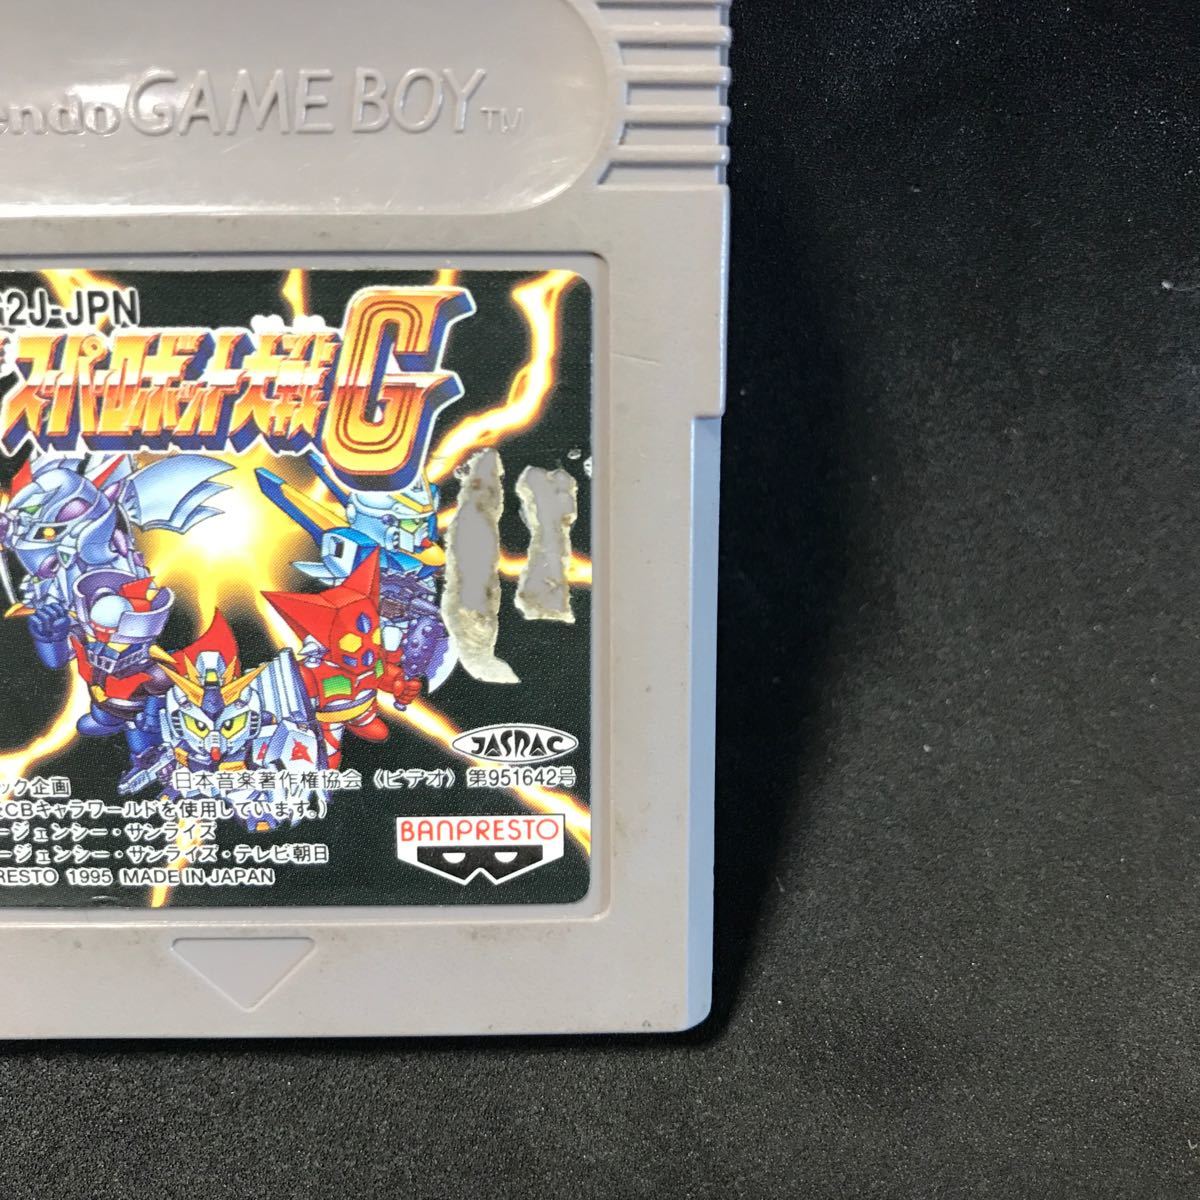 endo GAME BOY™
G2J-JPN
スーパーロボット大戦G
JASRAC
ック企画
日本音楽著作権協会〈ビデオ〉第951642号
CBキャラワールドを使用しています。)
ージェンシー・サンライズ
ージェンシー・サンライズ・テレビ朝日
BANPRESTO
RESTO 1995 MADE IN JAPAN